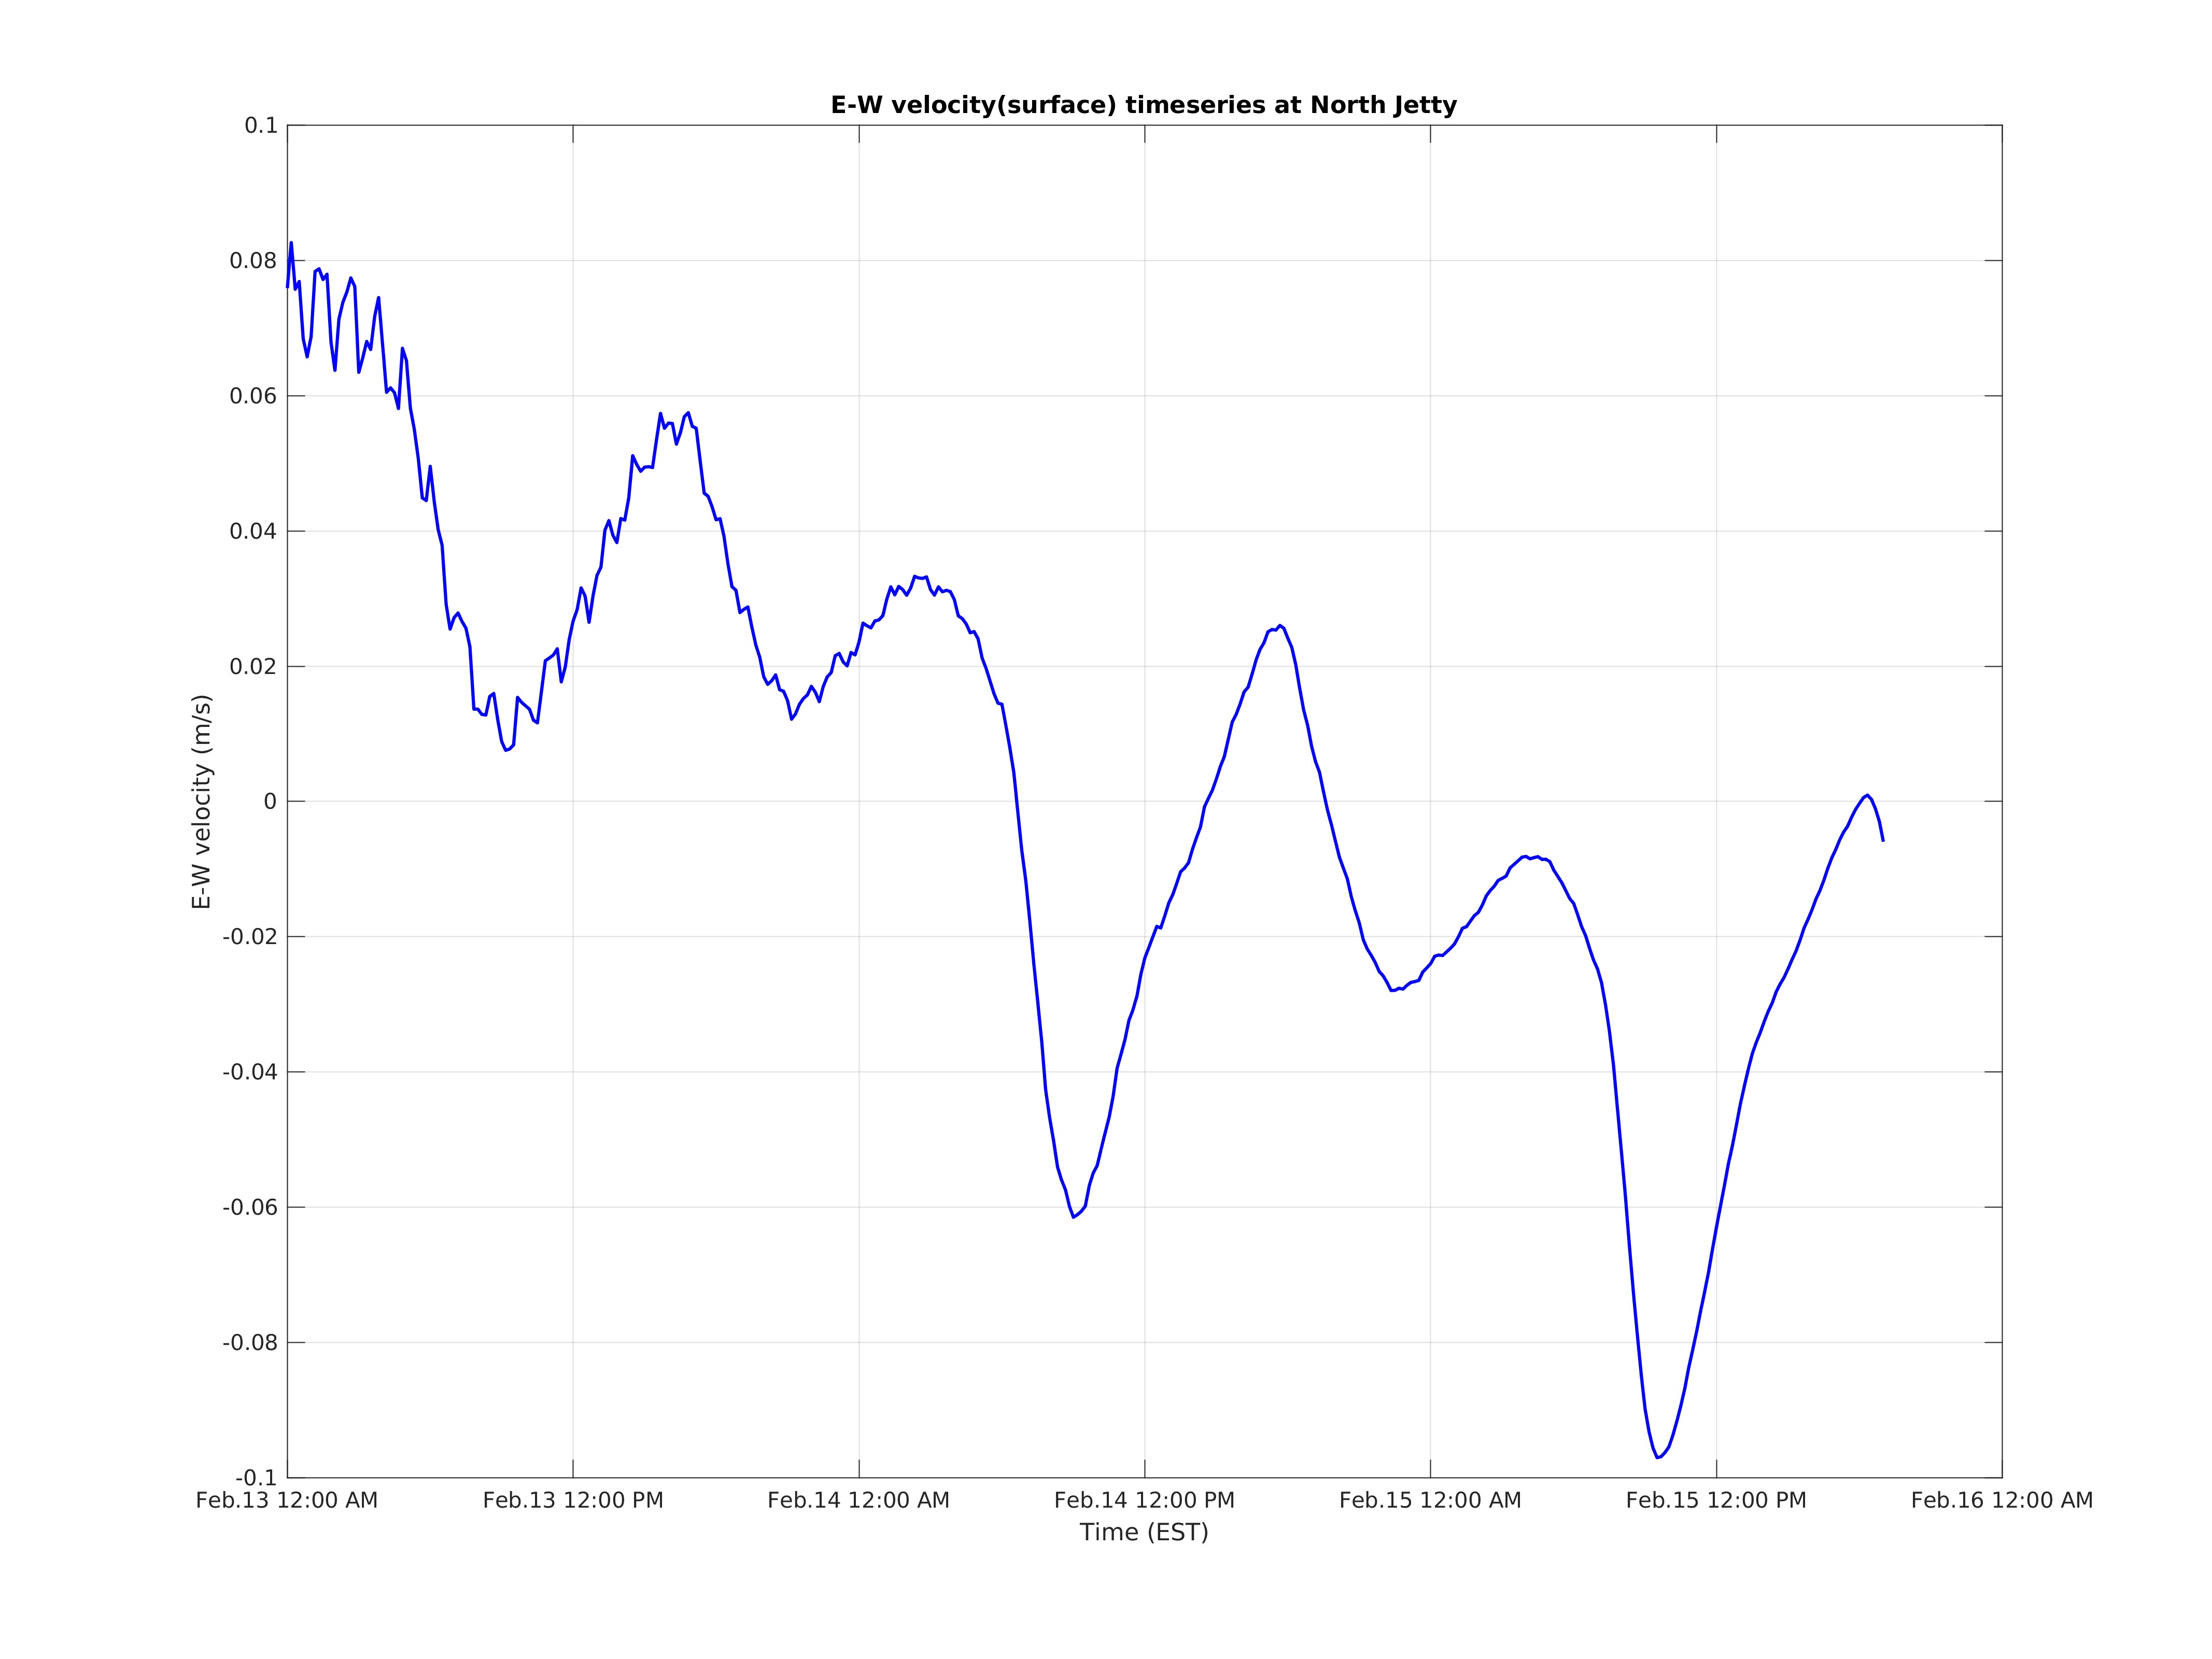 E-W velocity(surface) timeseries at North Jetty
0.1
0.08
0.06
0.04
0.02
0
-0.02
-0.04
-0.06
-0.08
-0.1
E-W velocity (m/s)
Feb.13 12:00 AM Feb.13 12:00 PM Feb.14 12:00 AM Feb.14 12:00 PM Feb.15 12:00 AM Feb.15 12:00 PM Feb.16 12:00 AM
Time (EST)